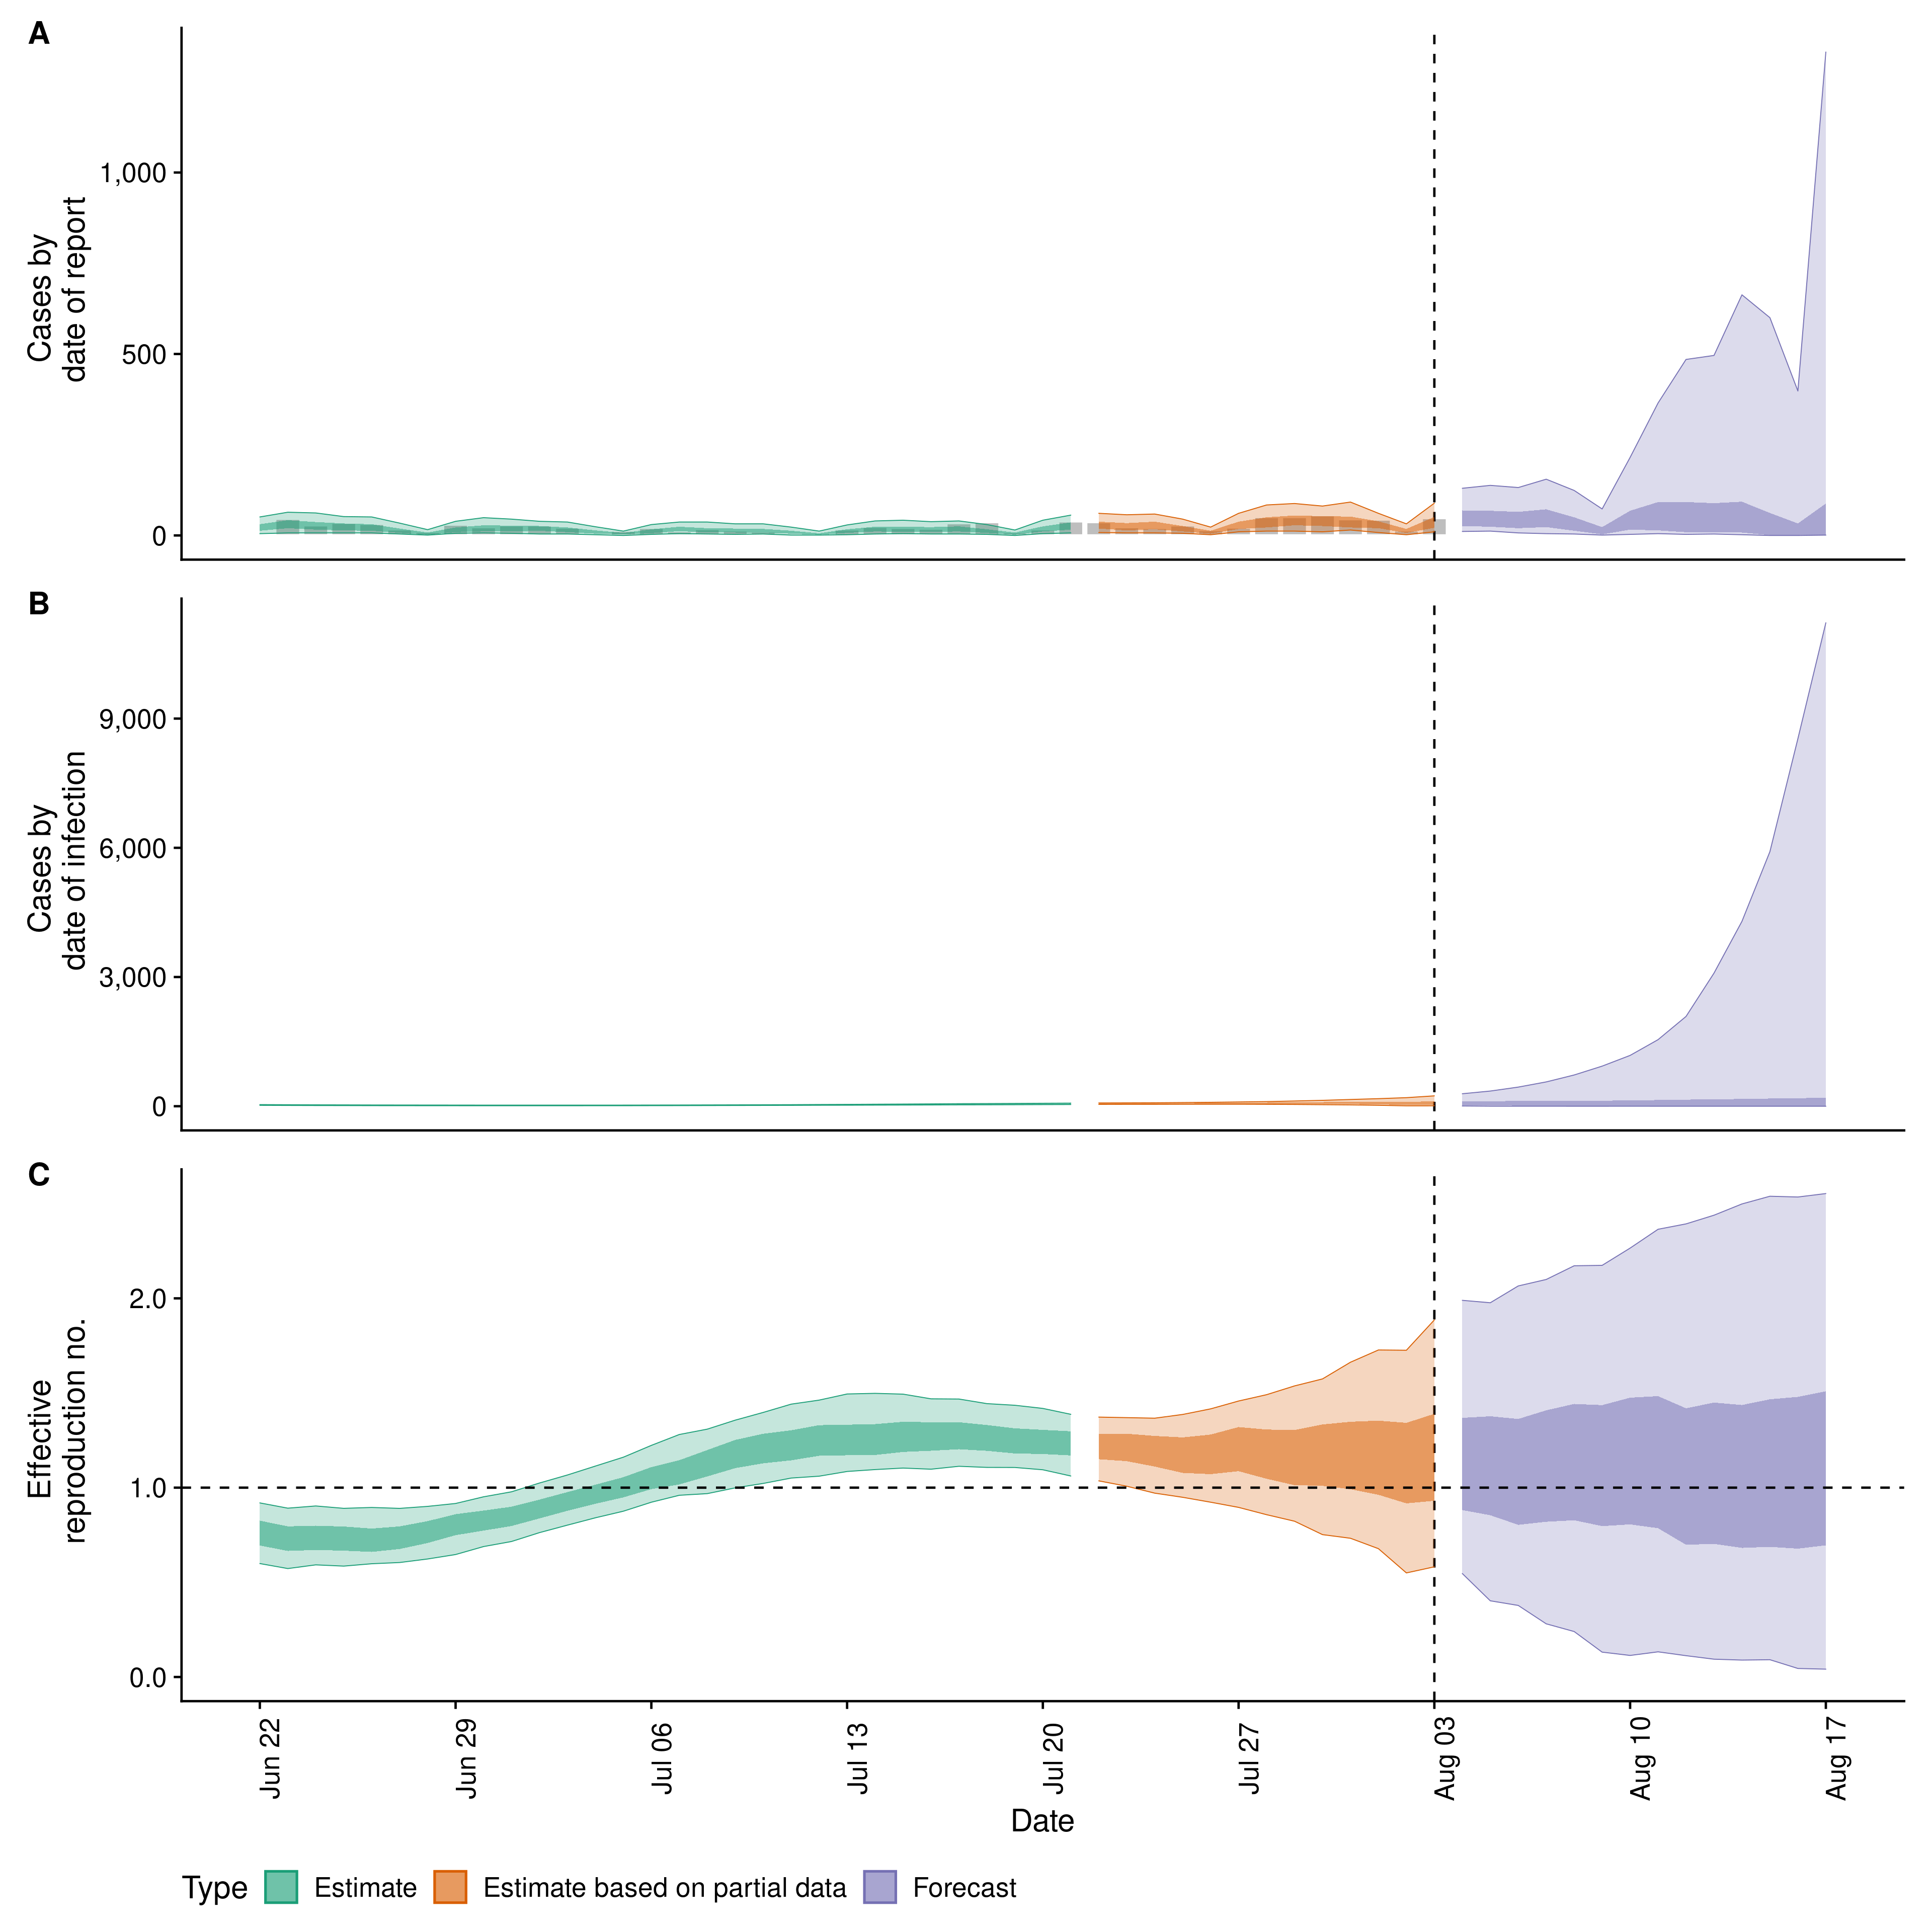 A
Cases by
date of report
1,000
500
0
B
Cases by
date of infection
9,000
6,000
3,000
0
C
Effective
reproduction no.
2.0
1.0
0.0
Jun 22
Jun 29
Jul 06
Jul 13
Jul 20
Jul 27
Aug 03
Aug 10
Aug 17
Date
Type Estimate Estimate based on partial data Forecast